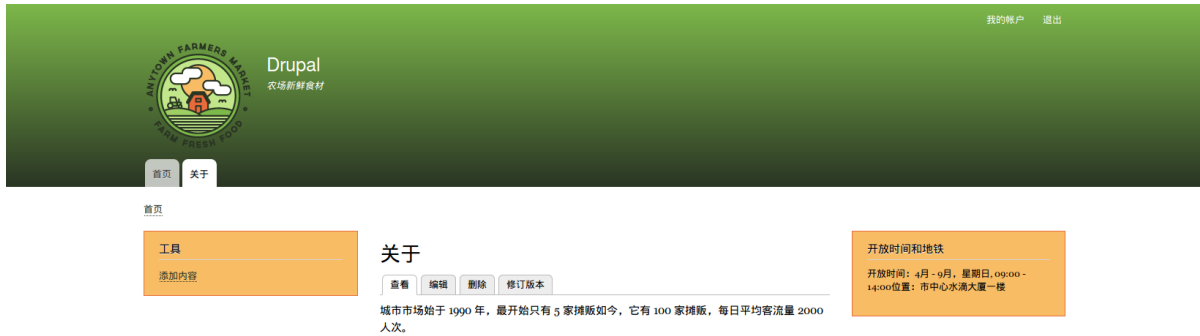 我的帐户 退出
ANYTOWN FARMERS MARKET
FARM FRESH FOOD
Drupal
农场新鲜食材
首页 关于
首页
工具
添加内容
关于
查看 编辑 删除 修订版本
城市市场始于 1990 年，最开始只有 5 家摊贩如今，它有 100 家摊贩，每日平均客流量 2000
人次。
开放时间和地铁
开放时间：4月 - 9月，星期日, 09:00 -
14:00位置：市中心水滴大厦一楼